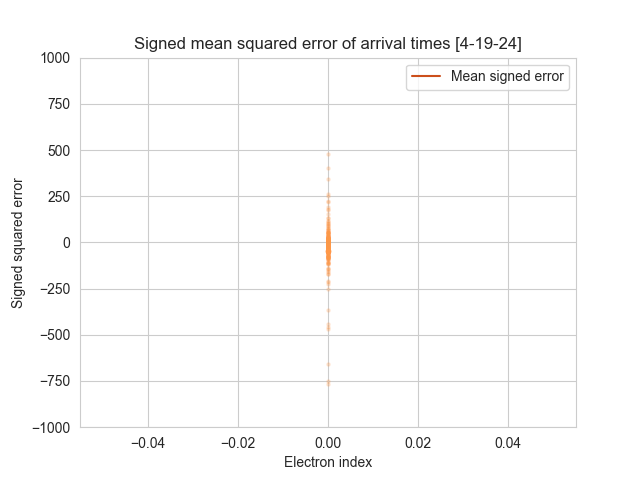 Signed mean squared error of arrival times [4-19-24]
Mean signed error
1000
750
500
250
0
−250
−500
−750
−1000
Signed squared error
−0.04 −0.02 0.00 0.02 0.04
Electron index